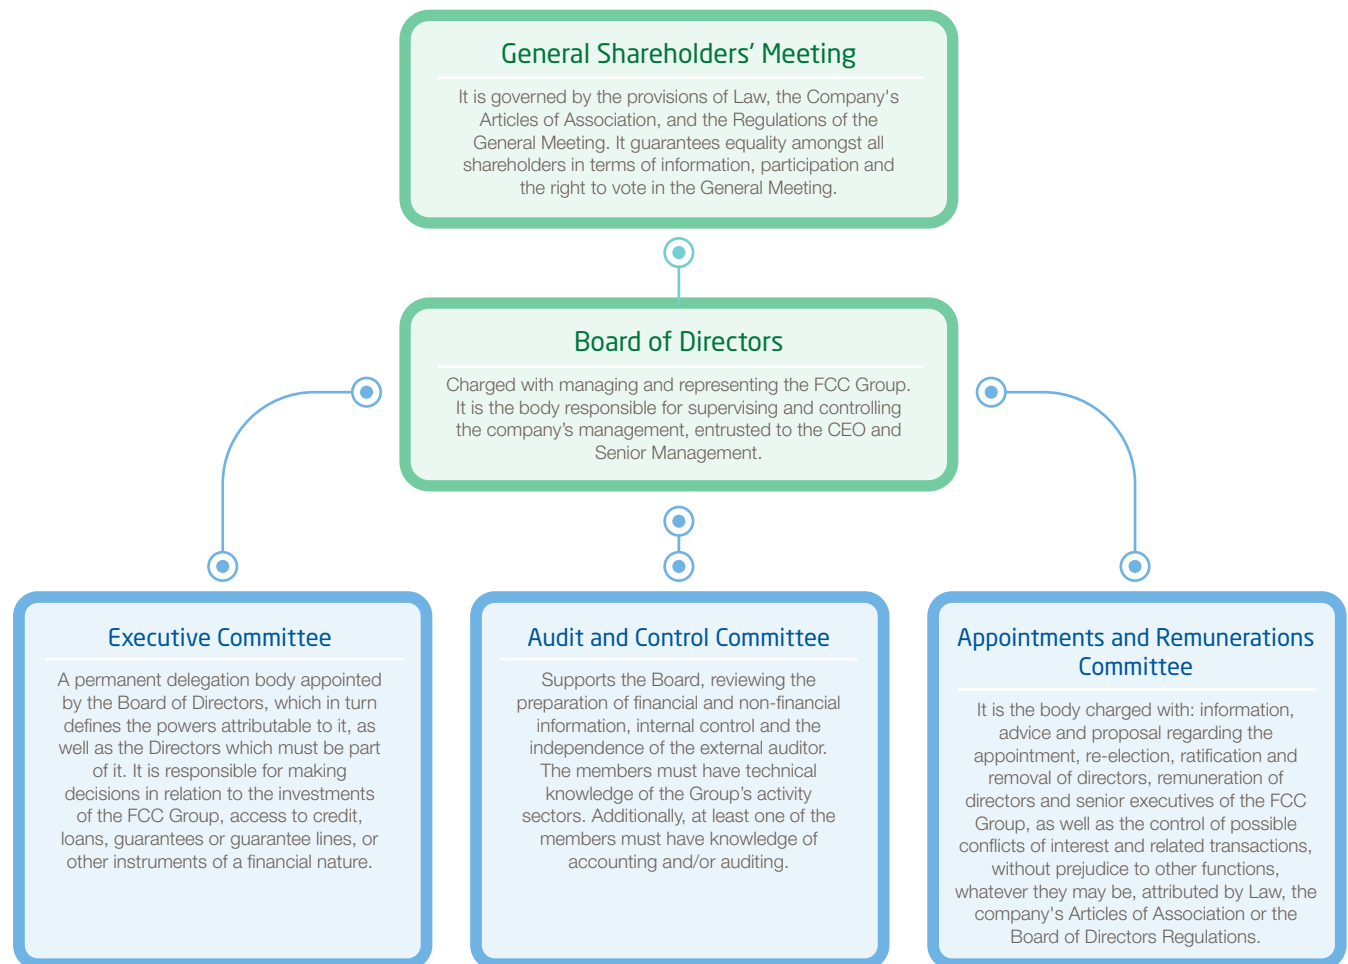 General Shareholders' Meeting
It is governed by the provisions of Law, the Company's
Articles of Association, and the Regulations of the
General Meeting. It guarantees equality amongst all
shareholders in terms of information, participation and
the right to vote in the General Meeting.
Board of Directors
Charged with managing and representing the FCC Group.
It is the body responsible for supervising and controlling
the company's management, entrusted to the CEO and
Senior Management.
Executive Committee
A permanent delegation body appointed
by the Board of Directors, which in turn
defines the powers attributable to it, as
well as the Directors which must be part
of it. It is responsible for making
decisions in relation to the investments
of the FCC Group, access to credit,
loans, guarantees or guarantee lines, or
other instruments of a financial nature.
Audit and Control Committee
Supports the Board, reviewing the
preparation of financial and non-financial
information, internal control and the
independence of the external auditor.
The members must have technical
knowledge of the Group's activity
sectors. Additionally, at least one of the
members must have knowledge of
accounting and/or auditing.
Appointments and Remunerations
Committee
It is the body charged with: information,
advice and proposal regarding the
appointment, re-election, ratification and
removal of directors, remuneration of
directors and senior executives of the FCC
Group, as well as the control of possible
conflicts of interest and related transactions,
without prejudice to other functions,
whatever they may be, attributed by Law, the
company's Articles of Association or the
Board of Directors Regulations.